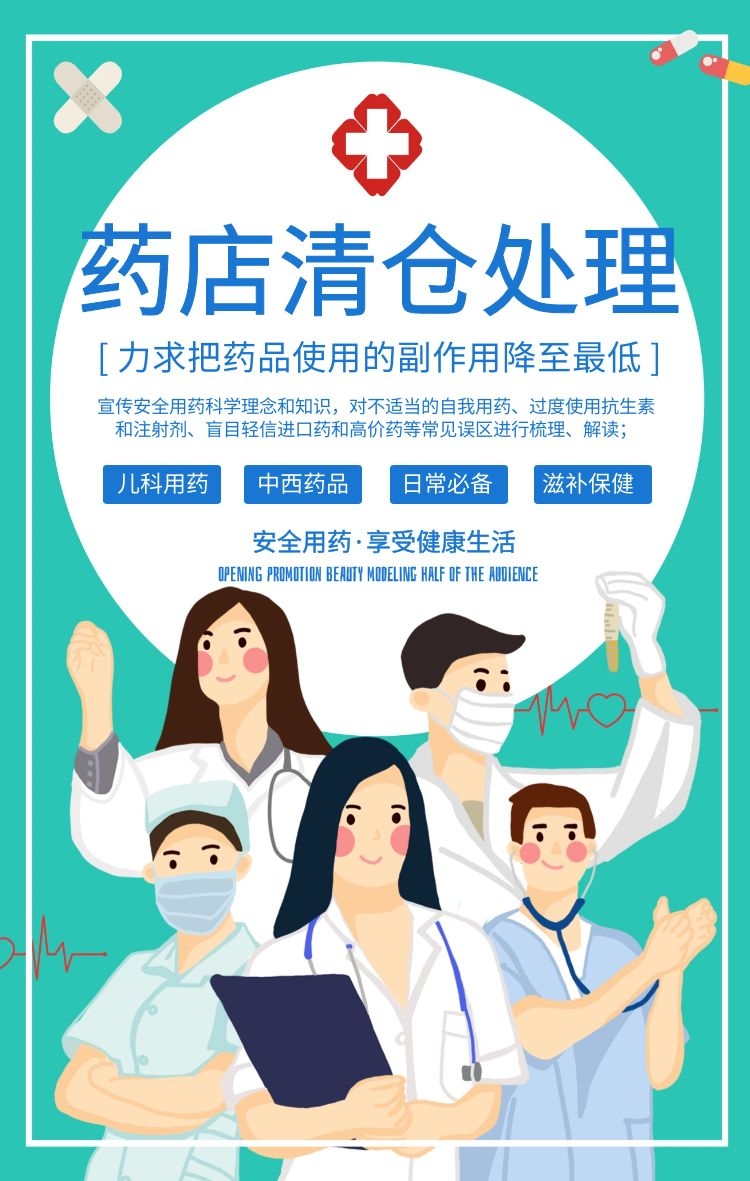 药店清仓处理
[ 力求把药品使用的副作用降至最低 ]
宣传安全用药科学理念和知识，对不适当的自我用药、过度使用抗生素
和注射剂、盲目轻信进口药和高价药等常见误区进行梳理、解读；
儿科用药 中西药品 日常必备 滋补保健
安全用药·享受健康生活
OPENING PROMOTION BEAUTY MODELING HALF OF THE AUDIENCE